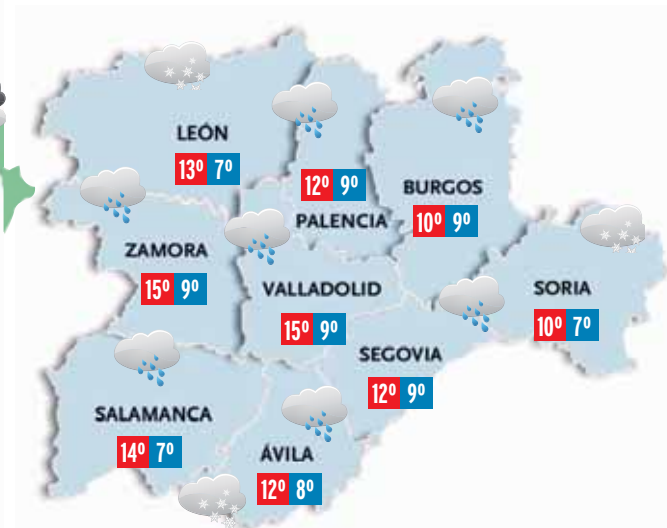 LEÓN
13º 7º
12º 9º
PALENCIA
BURGOS
10º 9º
ZAMORA
15º 9º
VALLADOLID
15º 9º
SORIA
10º 7º
SEGOVIA
12º 9º
SALAMANCA
14º 7º
ÁVILA
12º 8º